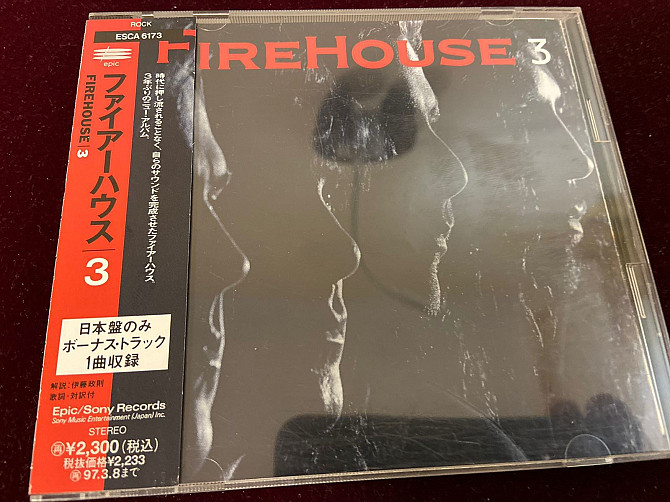 ROCK
ESCA 6173
epic
ファイアーハウス
3
FIREHOUSE
3
時代に押し流されることなく、自らのサウンドを完成させたファイアーハウス、
3年ぶりのニュー・アルバム。
日本盤のみ
ボーナス・トラック
1曲収録
解説:伊藤政則
歌詞・対訳付
Epic/Sony Records
Sony Music Entertainment (Japan) Inc.
STEREO
再¥2,300(税込)
税抜価格¥2,233
再97.3.8まで
FIREHOUSE 3